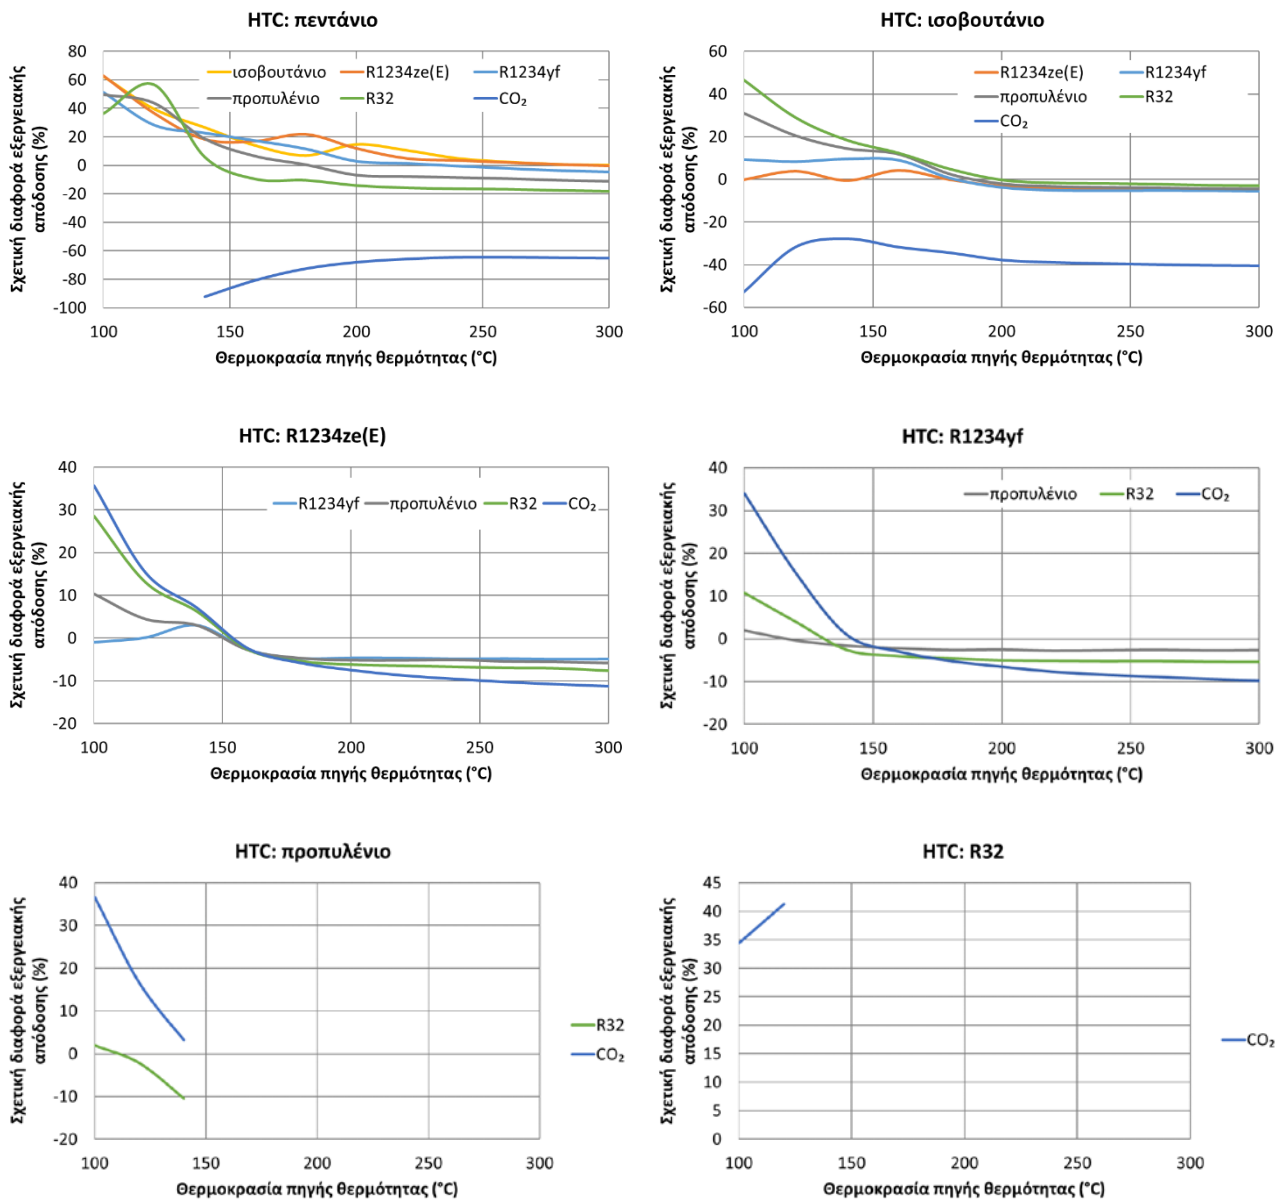 HTC: πεντάνιο
Σχετική διαφορά εξεργειακής
απόδοσης (%)
80
60
40
20
0
-20
-40
-60
-80
-100
ισοβουτάνιο R1234ze(E) R1234yf
προπυλένιο R32 CO₂
100 150 200 250 300
Θερμοκρασία πηγής θερμότητας (°C)
HTC: ισοβουτάνιο
Σχετική διαφορά εξεργειακής
απόδοσης (%)
60
40
20
0
-20
-40
-60
R1234ze(E) R1234yf
προπυλένιο R32
CO₂
100 150 200 250 300
Θερμοκρασία πηγής θερμότητας (°C)
HTC: R1234ze(E)
Σχετική διαφορά εξεργειακής
απόδοσης (%)
40
30
20
10
0
-10
-20
R1234yf προπυλένιο R32 CO₂
100 150 200 250 300
Θερμοκρασία πηγής θερμότητας (°C)
HTC: R1234yf
Σχετική διαφορά εξεργειακής
απόδοσης (%)
40
30
20
10
0
-10
-20
προπυλένιο R32 CO₂
100 150 200 250 300
Θερμοκρασία πηγής θερμότητας (°C)
HTC: προπυλένιο
Σχετική διαφορά εξεργειακής
απόδοσης (%)
40
30
20
10
0
-10
-20
R32
CO₂
100 150 200 250 300
Θερμοκρασία πηγής θερμότητας (°C)
HTC: R32
Σχετική διαφορά εξεργειακής
απόδοσης (%)
45
40
35
30
25
20
15
10
5
0
CO₂
100 150 200 250 300
Θερμοκρασία πηγής θερμότητας (°C)